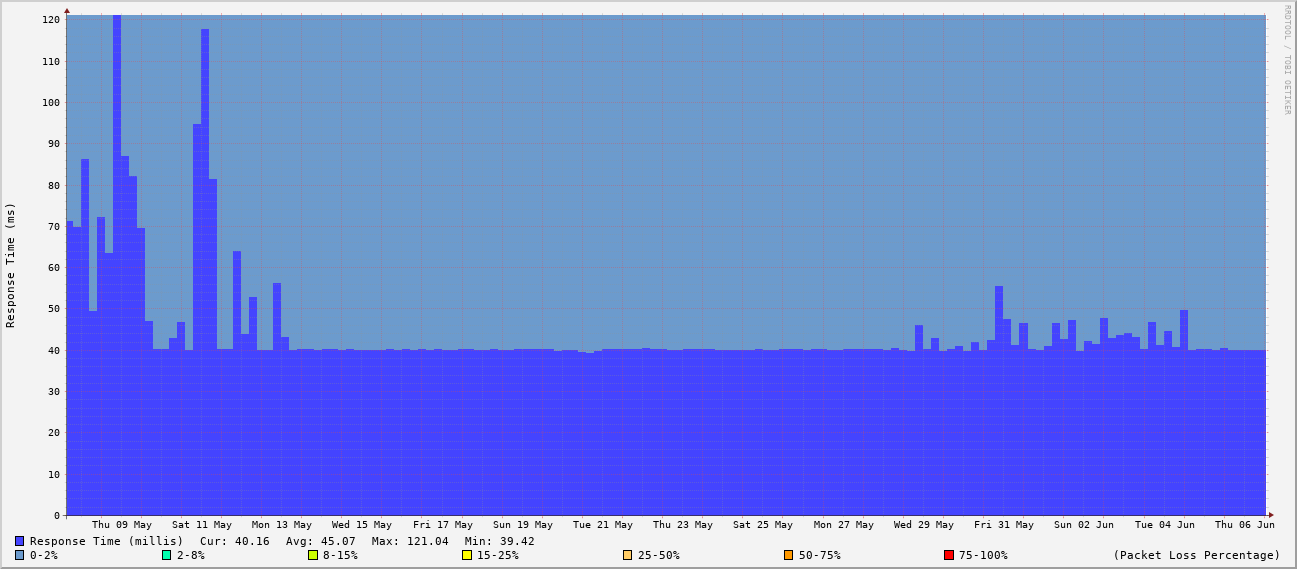 RRDTOOL / TOBI OETIKER
Response Time (ms)
120
110
100
90
80
70
60
50
40
30
20
10
0
Thu 09 May Sat 11 May Mon 13 May Wed 15 May Fri 17 May Sun 19 May Tue 21 May Thu 23 May Sat 25 May Mon 27 May Wed 29 May Fri 31 May Sun 02 Jun Tue 04 Jun Thu 06 Jun
Response Time (millis) Cur: 40.16 Avg: 45.07 Max: 121.04 Min: 39.42
0-2% 2-8% 8-15% 15-25% 25-50% 50-75% 75-100% (Packet Loss Percentage)